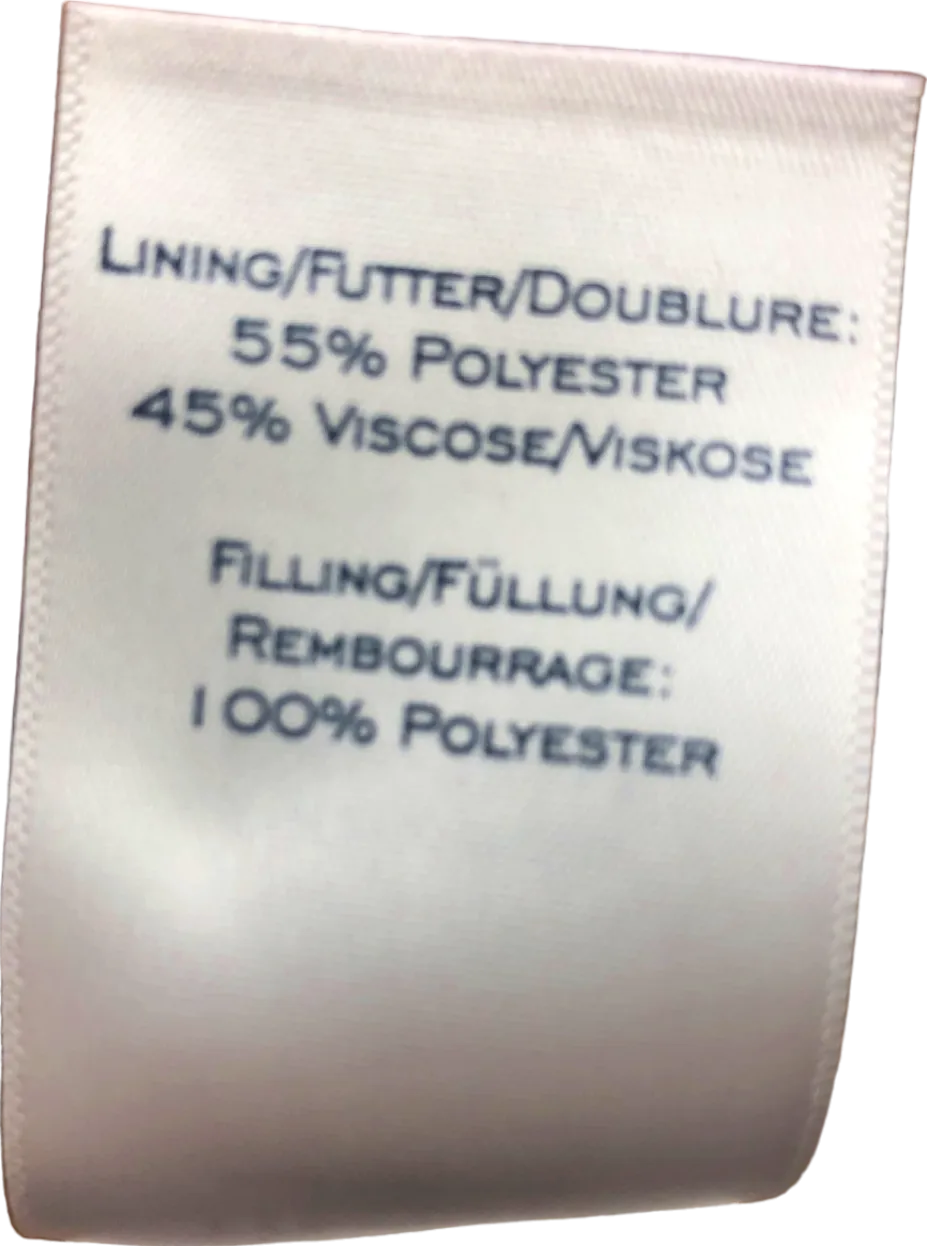 LINING/FUTTER/DOUBLURE:
55% POLYESTER
45% VISCOSE/VISKOSE
FILLING/FÜLLUNG/
REMBOURRAGE:
100% POLYESTER